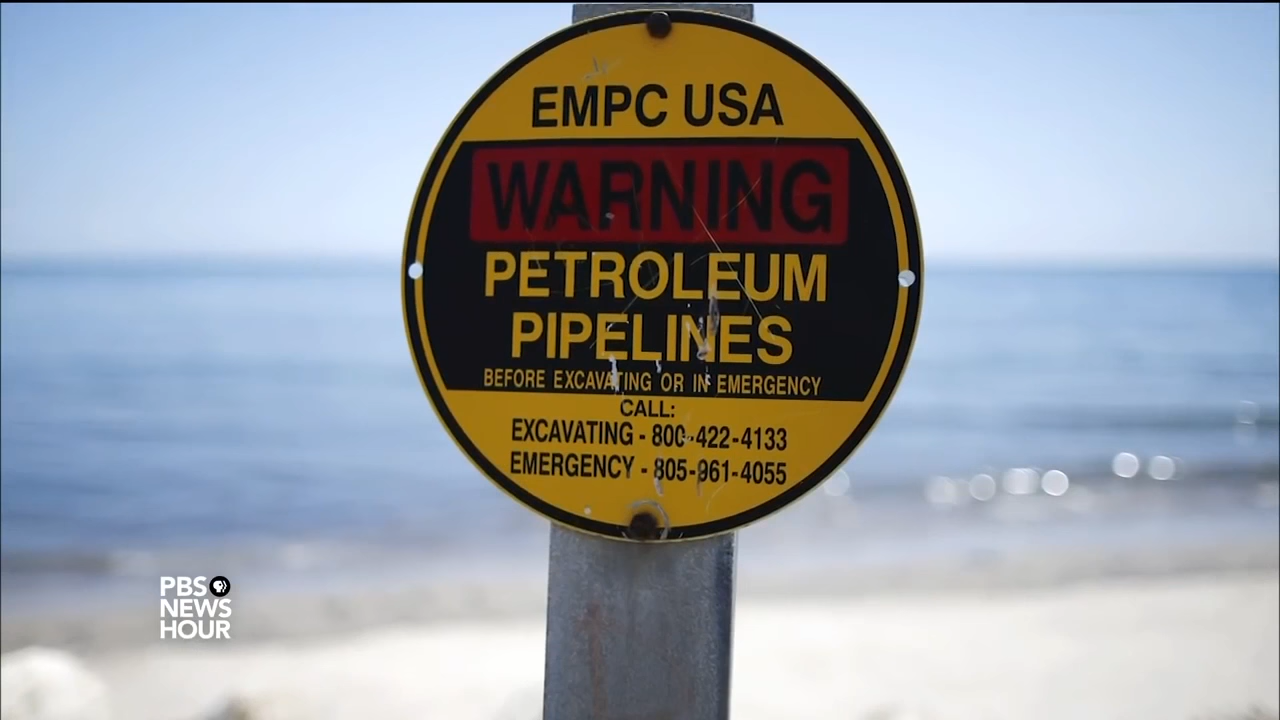 EMPC USA
WARNING
PETROLEUM
PIPELINES
BEFORE EXCAVATING OR IN EMERGENCY
CALL:
EXCAVATING - 800-422-4133
EMERGENCY - 805-961-4055
PBS
NEWS
HOUR